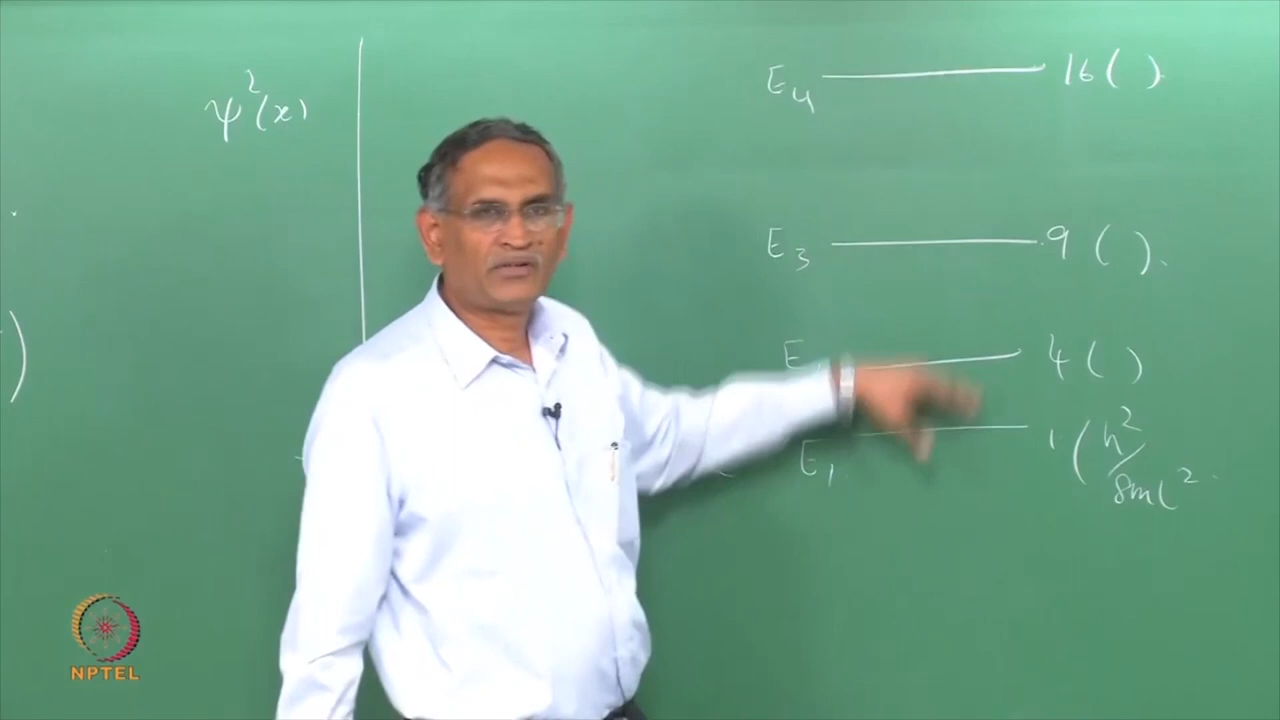 ψ²(x)
)
E₄ 16 ( )
E₃ 9 ( )
E 4 ( )
E₁ 1 ( h²/8ml²
NPTEL